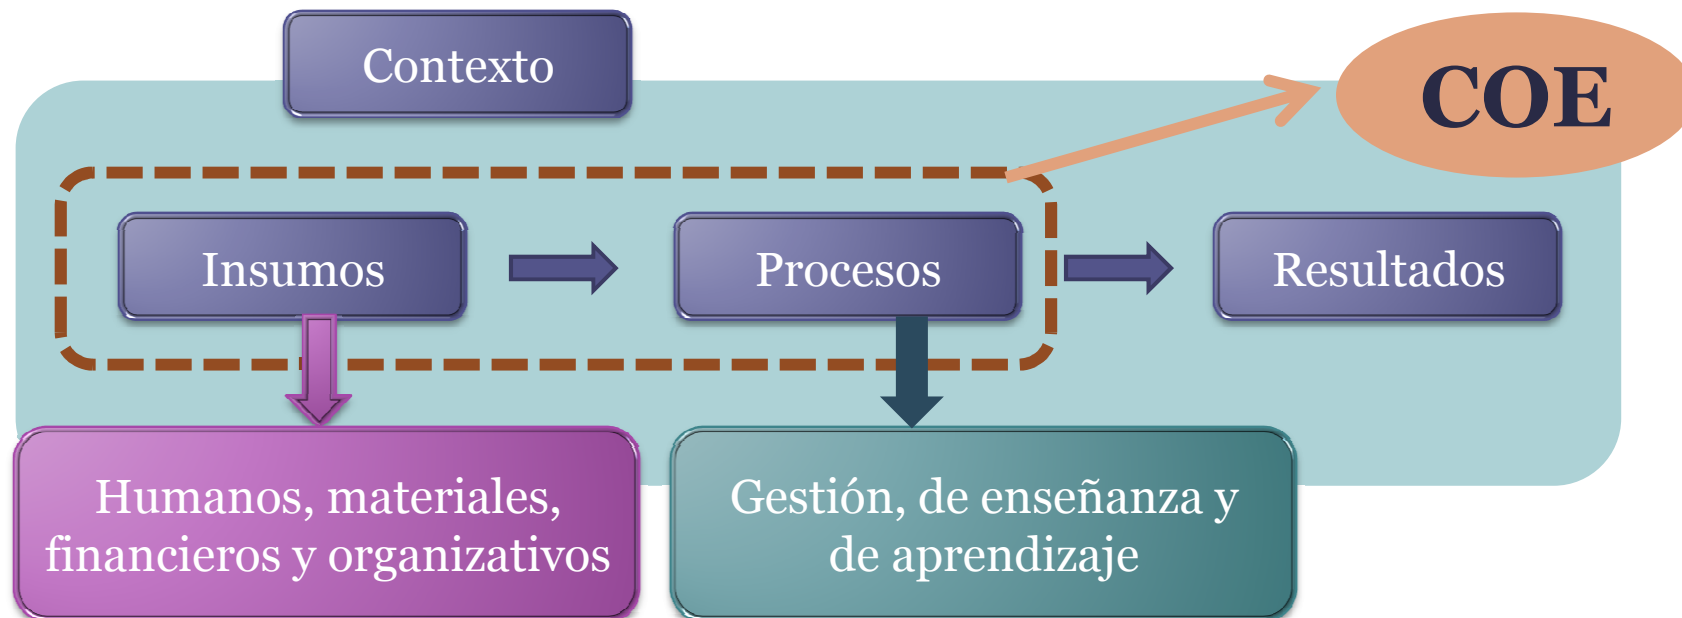 Contexto
COE
Insumos
Procesos
Resultados
Humanos, materiales,
financieros y organizativos
Gestión, de enseñanza y
de aprendizaje